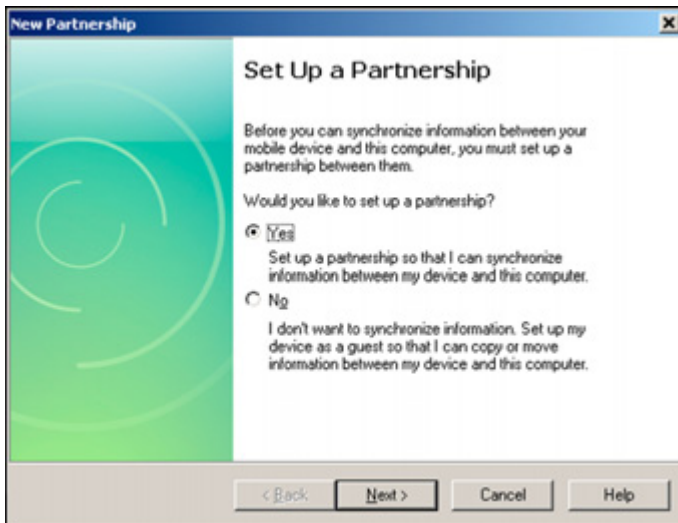 New Partnership
Set Up a Partnership
Before you can synchronize information between your
mobile device and this computer, you must set up a
partnership between them.
Would you like to set up a partnership?
Yes
Set up a partnership so that I can synchronize
information between my device and this computer.
No
I don't want to synchronize information. Set up my
device as a guest so that I can copy or move
information between my device and this computer.
< Back
Next >
Cancel
Help